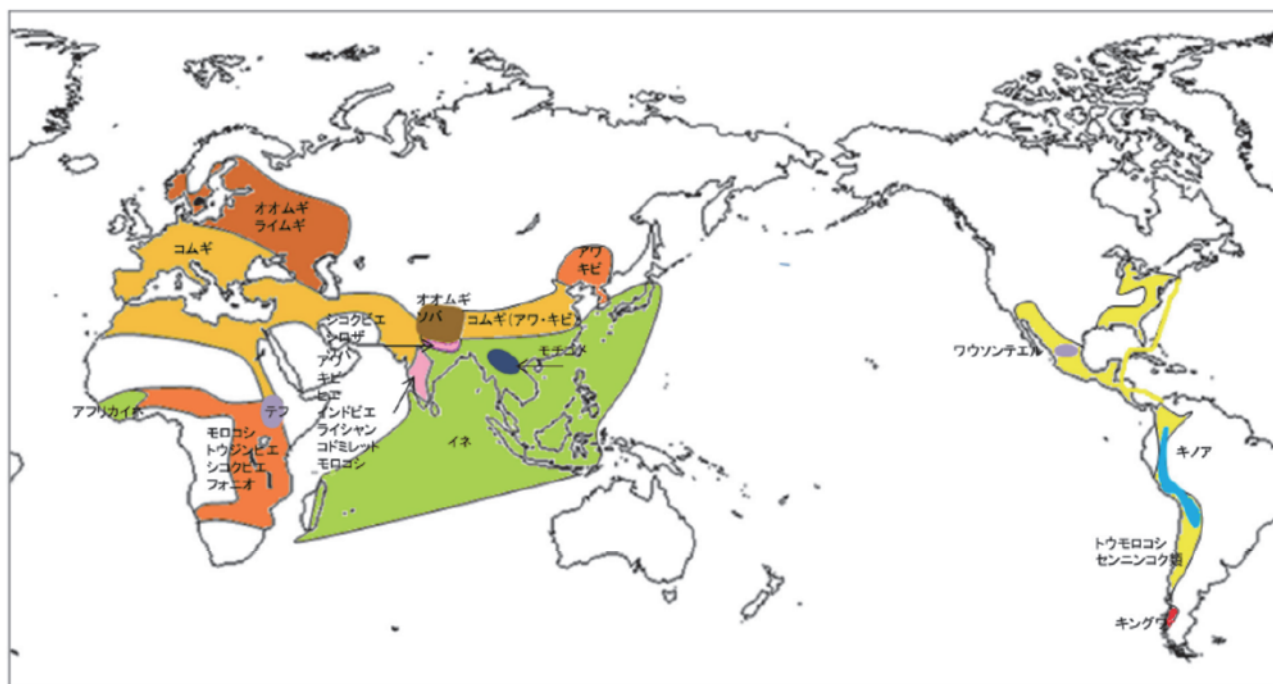 オオムギ
ライムギ
コムギ
アワ
キビ
オオムギ
ソバ
コムギ(アワ・キビ)
シコクビエ
シロザ
ソバ
アワ
キビ
ヒエ
インドビエ
ライシャン
コドミレット
モロコシ
モチゴメ
アフリカイネ
テフ
モロコシ
トウジンビエ
シコクビエ
フォニオ
イネ
ワウソンテエル
キノア
トウモロコシ
センニンコク類
キングワ